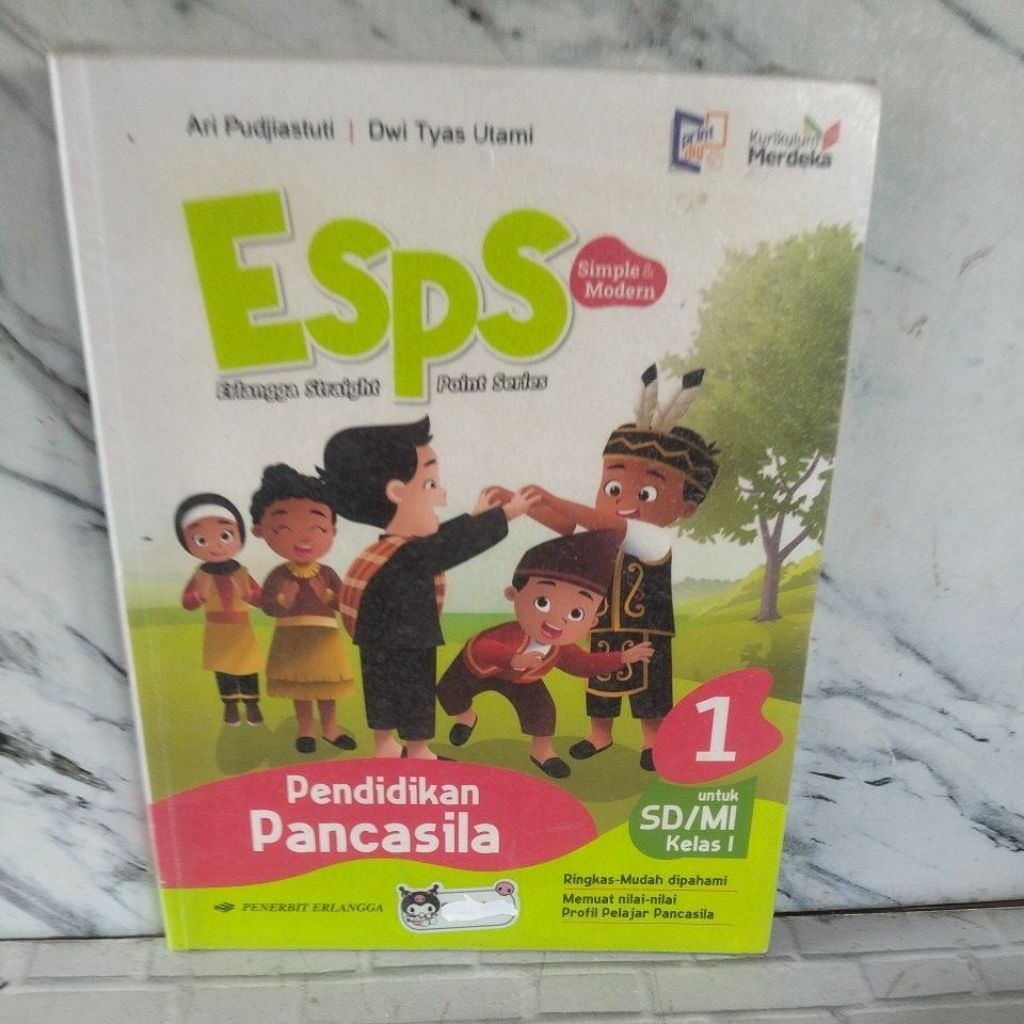 Ari Pudjiastuti | Dwi Tyas Utami
print
Kurikulum
Merdeka
ESPS
Simple &
Modern
Erlangga Straight Point Series
1
untuk
SD/MI
Kelas I
Pendidikan
Pancasila
Ringkas-Mudah dipahami
Memuat nilai-nilai
Profil Pelajar Pancasila
PENERBIT ERLANGGA